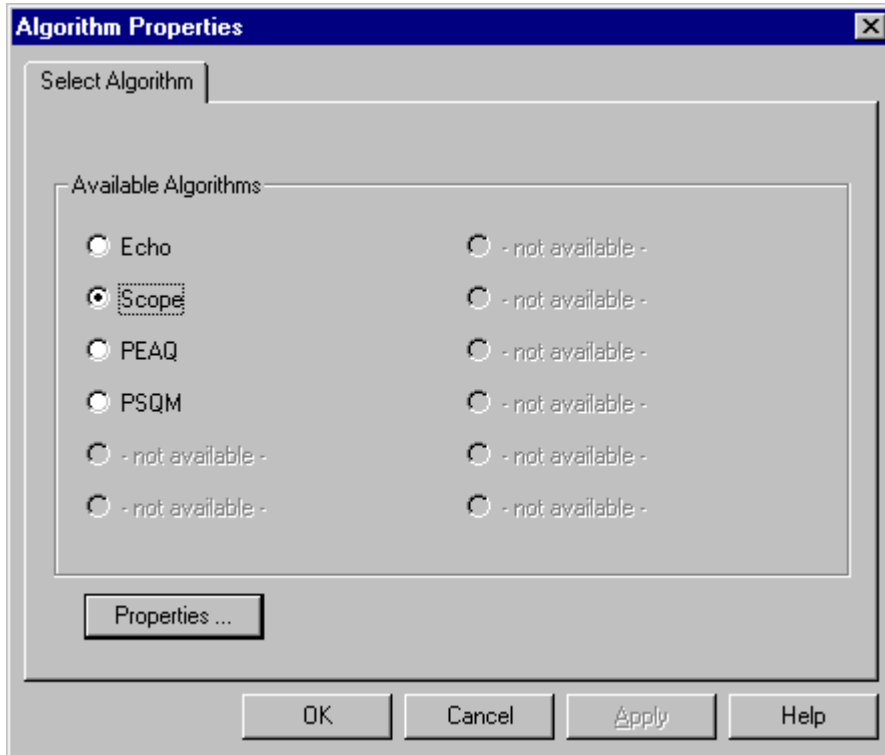 Algorithm Properties
Select Algorithm
Available Algorithms
Echo
- not available -
Scope
- not available -
PEAQ
- not available -
PSQM
- not available -
- not available -
- not available -
- not available -
- not available -
Properties ...
OK
Cancel
Apply
Help